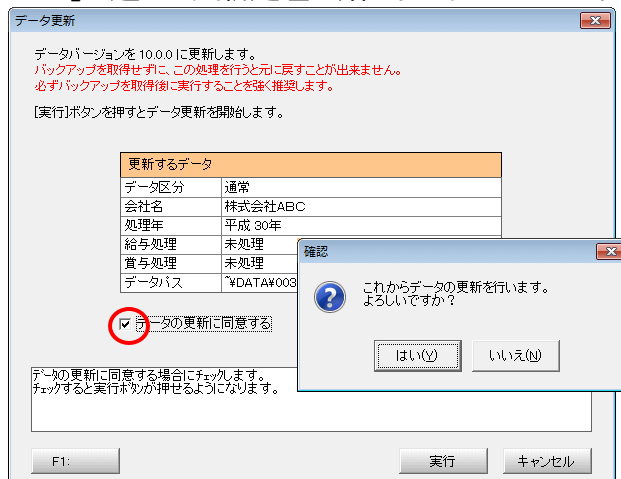 データ更新
データバージョンを 10.0.0 に更新します。
バックアップを取得せずに、この処理を行うと元に戻すことが出来ません。
必ずバックアップを取得後に実行することを強く推奨します。
[実行]ボタンを押すとデータ更新を開始します。
更新するデータ
データ区分 通常
会社名 株式会社ABC
処理年 平成 30年
給与処理 未処理
賞与処理 未処理
データパス ~¥DATA¥003
データの更新に同意する
確認
これからデータの更新を行います。
よろしいですか？
はい(Y) いいえ(N)
データの更新に同意する場合にチェックします。
チェックすると実行ボタンが押せるようになります。
F1: 実行 キャンセル